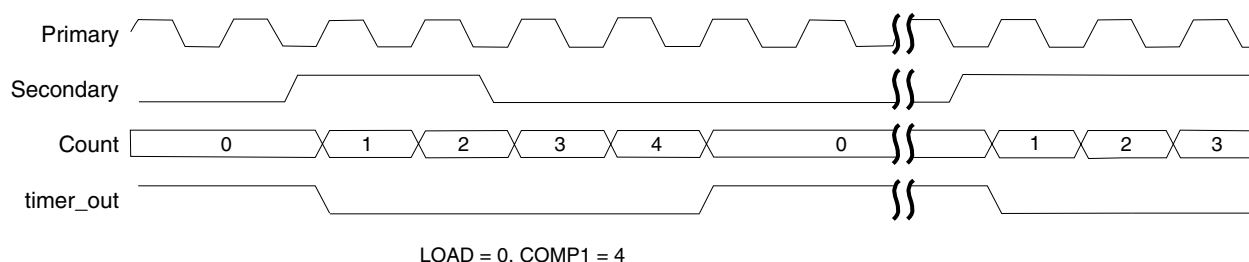 Primary
Secondary
Count 0 1 2 3 4 0 1 2 3
timer_out
LOAD = 0, COMP1 = 4